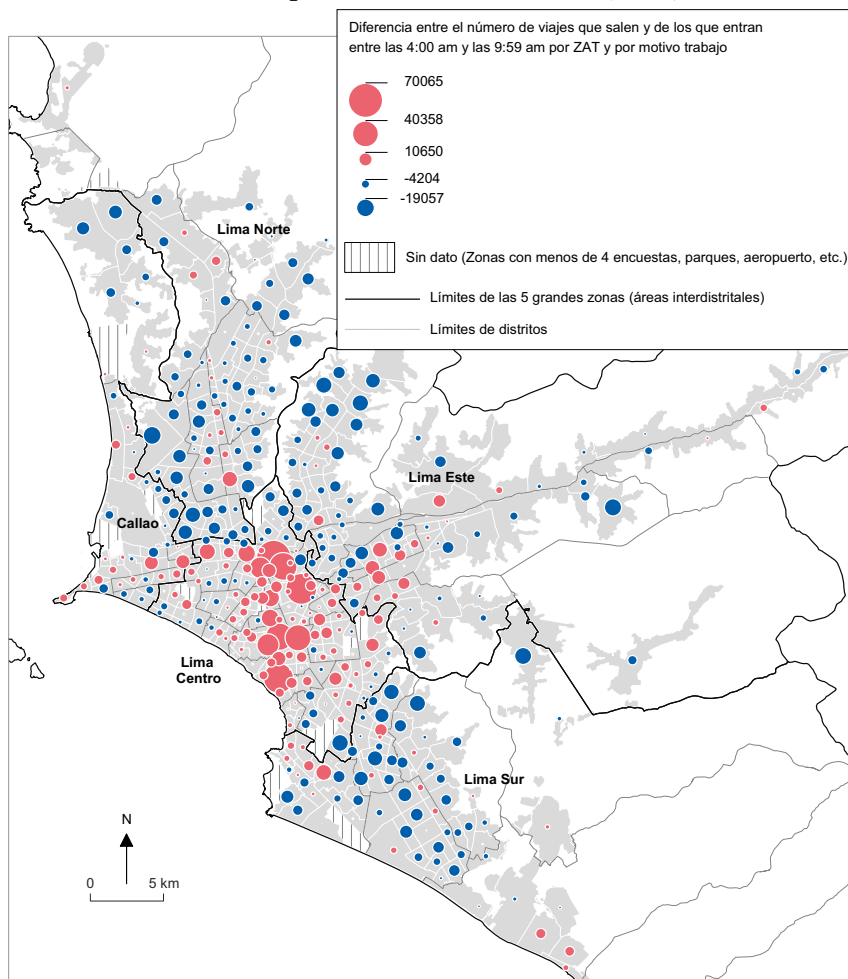 Diferencia entre el número de viajes que salen y de los que entran
entre las 4:00 am y las 9:59 am por ZAT y por motivo trabajo
70065
40358
10650
-4204
-19057
Sin dato (Zonas con menos de 4 encuestas, parques, aeropuerto, etc.)
Límites de las 5 grandes zonas (áreas interdistritales)
Límites de distritos
Lima Norte
Lima Este
Callao
Lima
Centro
Lima Sur
N
0 5 km